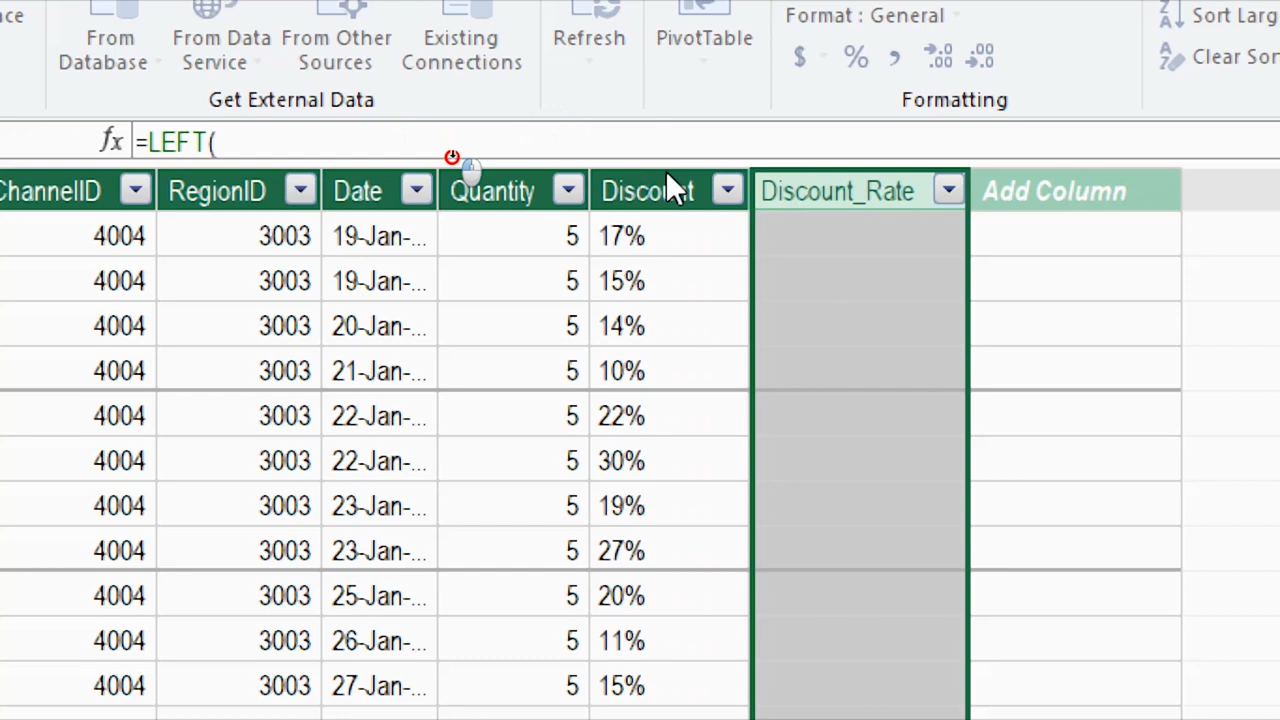 ce
From Database
From Data Service
From Other Sources
Existing Connections
Refresh
PivotTable
Format : General
$ % , .0 .00 .00 .0
Sort Larg
Clear Sor
Get External Data
Formatting
fx =LEFT(
ChannelID RegionID Date Quantity Discount Discount_Rate Add Column
4004 3003 19-Jan-... 5 17%
4004 3003 19-Jan-... 5 15%
4004 3003 20-Jan-... 5 14%
4004 3003 21-Jan-... 5 10%
4004 3003 22-Jan-... 5 22%
4004 3003 22-Jan-... 5 30%
4004 3003 23-Jan-... 5 19%
4004 3003 23-Jan-... 5 27%
4004 3003 25-Jan-... 5 20%
4004 3003 26-Jan-... 5 11%
4004 3003 27-Jan-... 5 15%